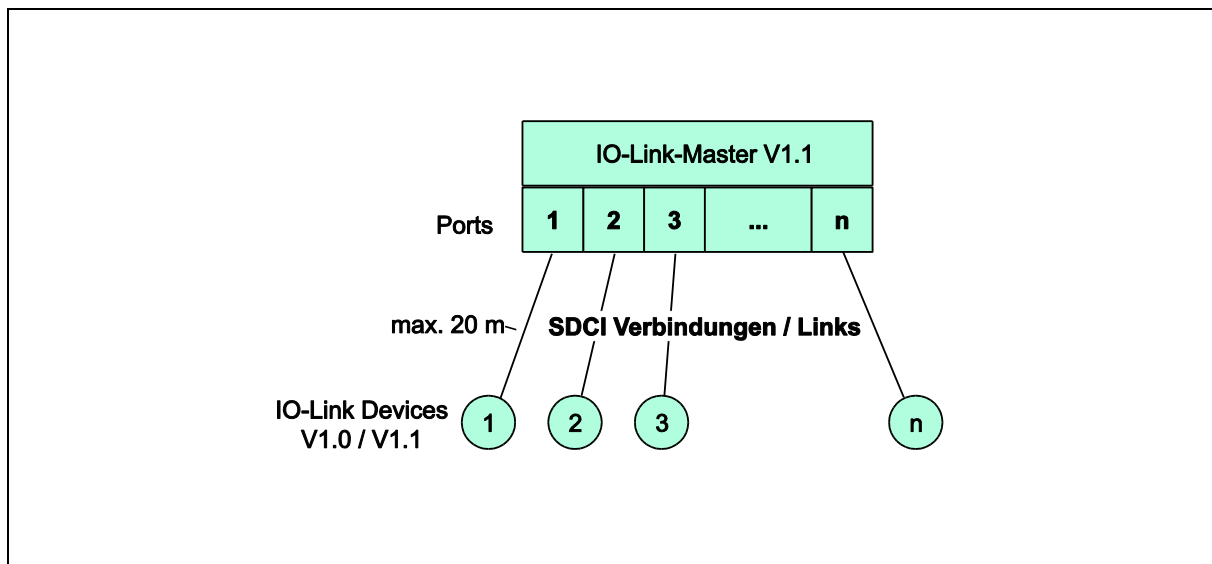 IO-Link-Master V1.1
Ports 1 2 3 ... n
max. 20 m
SDCI Verbindungen / Links
IO-Link Devices
V1.0 / V1.1
1 2 3 n